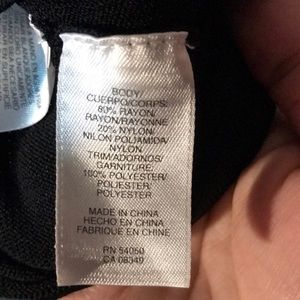 BODY/
CUERPO/CORPS:
80% RAYON/
RAYON/RAYONNE
20% NYLON/
NILON POLIAMIDA/
NYLON
TRIM/ADORNOS/
GARNITURE:
100% POLYESTER/
POLIESTER/
POLYESTER
MADE IN CHINA
HECHO EN CHINA
FABRIQUE EN CHINE
RN 54050
CA 08349